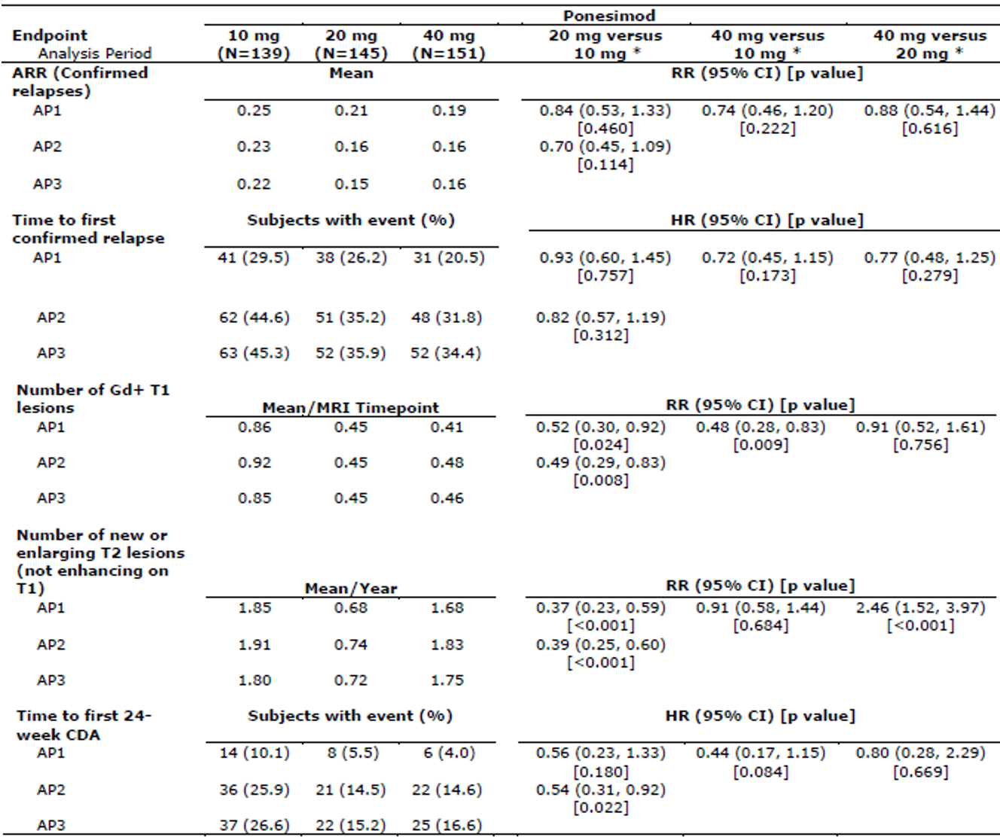 Ponesimod
Endpoint 10 mg 20 mg 40 mg 20 mg versus 40 mg versus 40 mg versus
Analysis Period (N=139) (N=145) (N=151) 10 mg * 10 mg * 20 mg *
ARR (Confirmed Mean RR (95% CI) [p value]
relapses)
AP1 0.25 0.21 0.19 0.84 (0.53, 1.33) 0.74 (0.46, 1.20) 0.88 (0.54, 1.44)
[0.460] [0.222] [0.616]
AP2 0.23 0.16 0.16 0.70 (0.45, 1.09)
[0.114]
AP3 0.22 0.15 0.16
Time to first Subjects with event (%) HR (95% CI) [p value]
confirmed relapse
AP1 41 (29.5) 38 (26.2) 31 (20.5) 0.93 (0.60, 1.45) 0.72 (0.45, 1.15) 0.77 (0.48, 1.25)
[0.757] [0.173] [0.279]
AP2 62 (44.6) 51 (35.2) 48 (31.8) 0.82 (0.57, 1.19)
[0.312]
AP3 63 (45.3) 52 (35.9) 52 (34.4)
Number of Gd+ T1
lesions Mean/MRI Timepoint RR (95% CI) [p value]
AP1 0.86 0.45 0.41 0.52 (0.30, 0.92) 0.48 (0.28, 0.83) 0.91 (0.52, 1.61)
[0.024] [0.009] [0.756]
AP2 0.92 0.45 0.48 0.49 (0.29, 0.83)
[0.008]
AP3 0.85 0.45 0.46
Number of new or
enlarging T2 lesions
(not enhancing on
T1) Mean/Year RR (95% CI) [p value]
AP1 1.85 0.68 1.68 0.37 (0.23, 0.59) 0.91 (0.58, 1.44) 2.46 (1.52, 3.97)
[<0.001] [0.684] [<0.001]
AP2 1.91 0.74 1.83 0.39 (0.25, 0.60)
[<0.001]
AP3 1.80 0.72 1.75
Time to first 24- Subjects with event (%) HR (95% CI) [p value]
week CDA
AP1 14 (10.1) 8 (5.5) 6 (4.0) 0.56 (0.23, 1.33) 0.44 (0.17, 1.15) 0.80 (0.28, 2.29)
[0.180] [0.084] [0.669]
AP2 36 (25.9) 21 (14.5) 22 (14.6) 0.54 (0.31, 0.92)
[0.022]
AP3 37 (26.6) 22 (15.2) 25 (16.6)